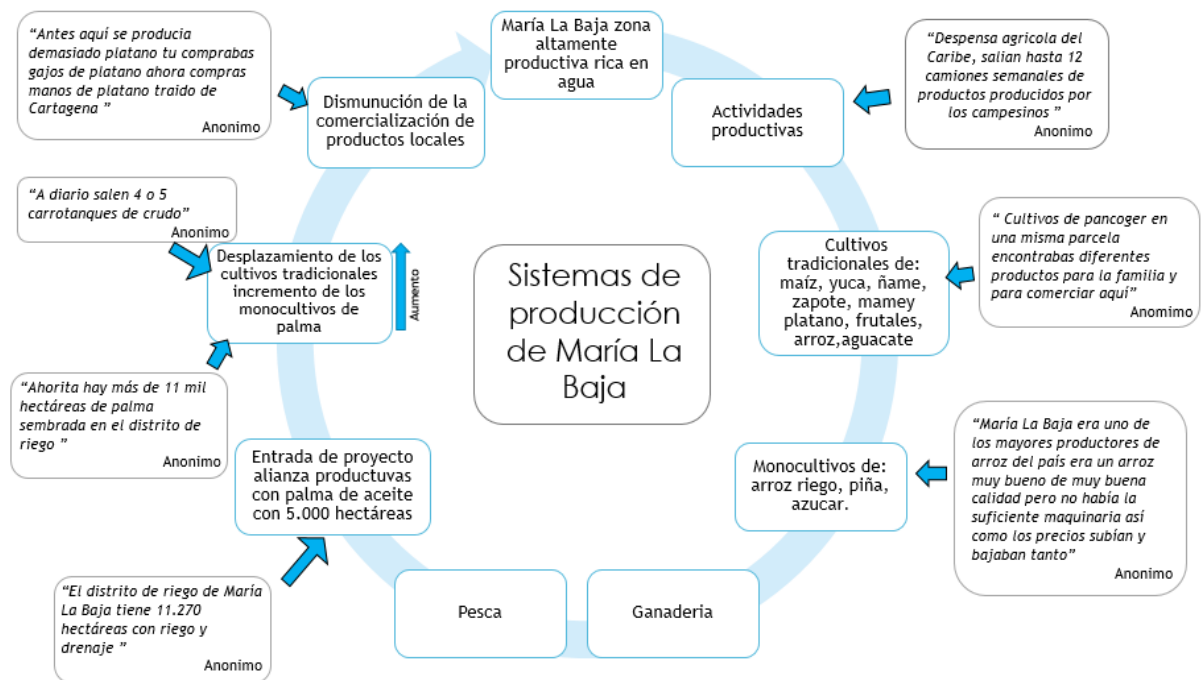 María La Baja zona
altamente
productiva rica en
agua
“Despensa agricola del
Caribe, salian hasta 12
camiones semanales de
productos producidos por
los campesinos ”
Anonimo
Actividades
productivas
“ Cultivos de pancoger en
una misma parcela
encontrabas diferentes
productos para la familia y
para comerciar aquí”
Anomimo
Cultivos
tradicionales de:
maíz, yuca, ñame,
zapote, mamey
platano, frutales,
arroz,aguacate
“María La Baja era uno de
los mayores productores de
arroz del país era un arroz
muy bueno de muy buena
calidad pero no había la
suficiente maquinaria así
como los precios subían y
bajaban tanto”
Anonimo
Monocultivos de:
arroz riego, piña,
azucar.
Ganaderia
Pesca
“El distrito de riego de María
La Baja tiene 11.270
hectáreas con riego y
drenaje ”
Anonimo
Entrada de proyecto
alianza productuvas
con palma de aceite
con 5.000 hectáreas
“Ahorita hay más de 11 mil
hectáreas de palma
sembrada en el distrito de
riego ”
Anonimo
“A diario salen 4 o 5
carrotanques de crudo”
Anonimo
Desplazamiento de los
cultivos tradicionales
incremento de los
monocultivos de
palma
Aumento
“Antes aquí se producia
demasiado platano tu comprabas
gajos de platano ahora compras
manos de platano traido de
Cartagena ”
Anonimo
Dismunución de la
comercialización de
productos locales
Sistemas de
producción
de María La
Baja